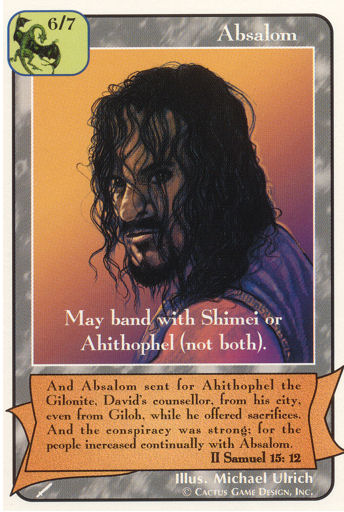 6/7
Absalom
May band with Shimei or
Ahithophel (not both).
And Absalom sent for Ahithophel the
Gilonite, David's counsellor, from his city,
even from Giloh, while he offered sacrifices.
And the conspiracy was strong; for the
people increased continually with Absalom.
II Samuel 15: 12
Illus. Michael Ulrich
© Cactus Game Design, Inc.